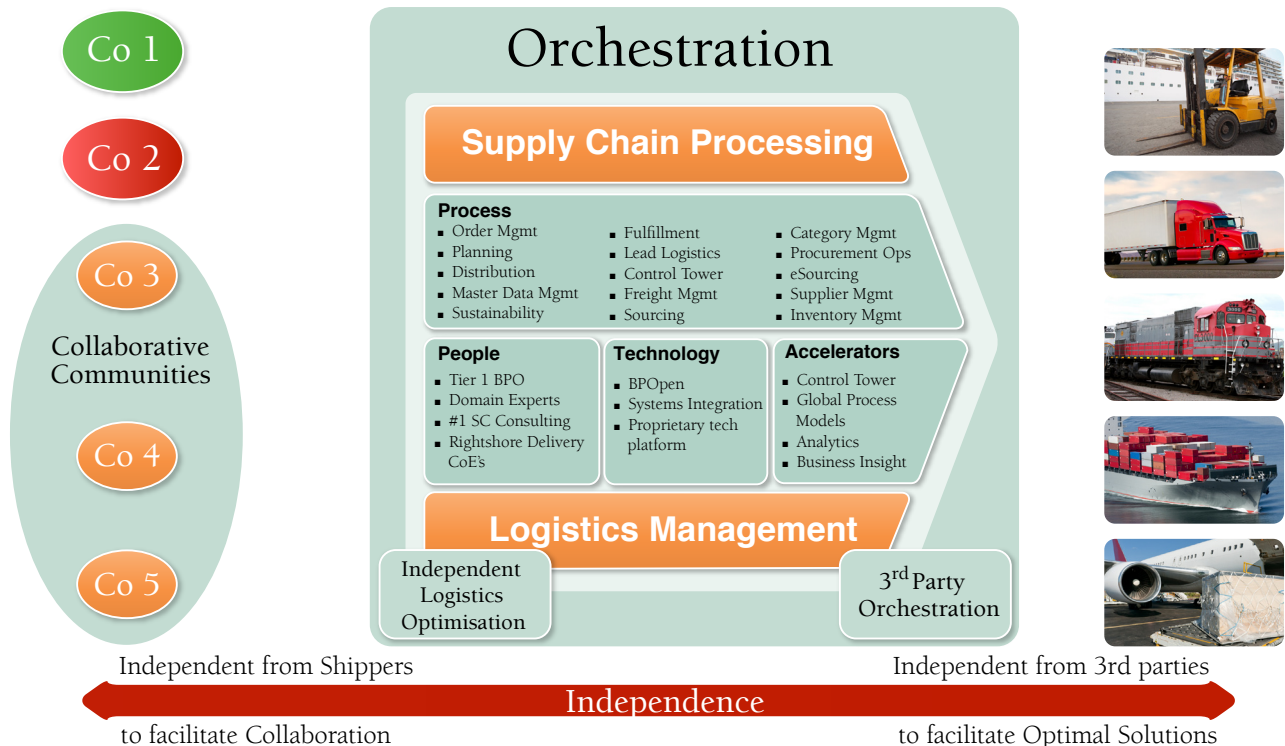 Co 1
Co 2
Co 3
Collaborative
Communities
Co 4
Co 5
Orchestration
Supply Chain Processing
Process
▪ Order Mgmt
▪ Planning
▪ Distribution
▪ Master Data Mgmt
▪ Sustainability
▪ Fulfillment
▪ Lead Logistics
▪ Control Tower
▪ Freight Mgmt
▪ Sourcing
▪ Category Mgmt
▪ Procurement Ops
▪ eSourcing
▪ Supplier Mgmt
▪ Inventory Mgmt
People
▪ Tier 1 BPO
▪ Domain Experts
▪ #1 SC Consulting
▪ Rightshore Delivery
CoE's
Technology
▪ BPOpen
▪ Systems Integration
▪ Proprietary tech
platform
Accelerators
▪ Control Tower
▪ Global Process
Models
▪ Analytics
▪ Business Insight
Logistics Management
Independent
Logistics
Optimisation
3rd Party
Orchestration
Independent from Shippers
Independent from 3rd parties
Independence
to facilitate Collaboration
to facilitate Optimal Solutions